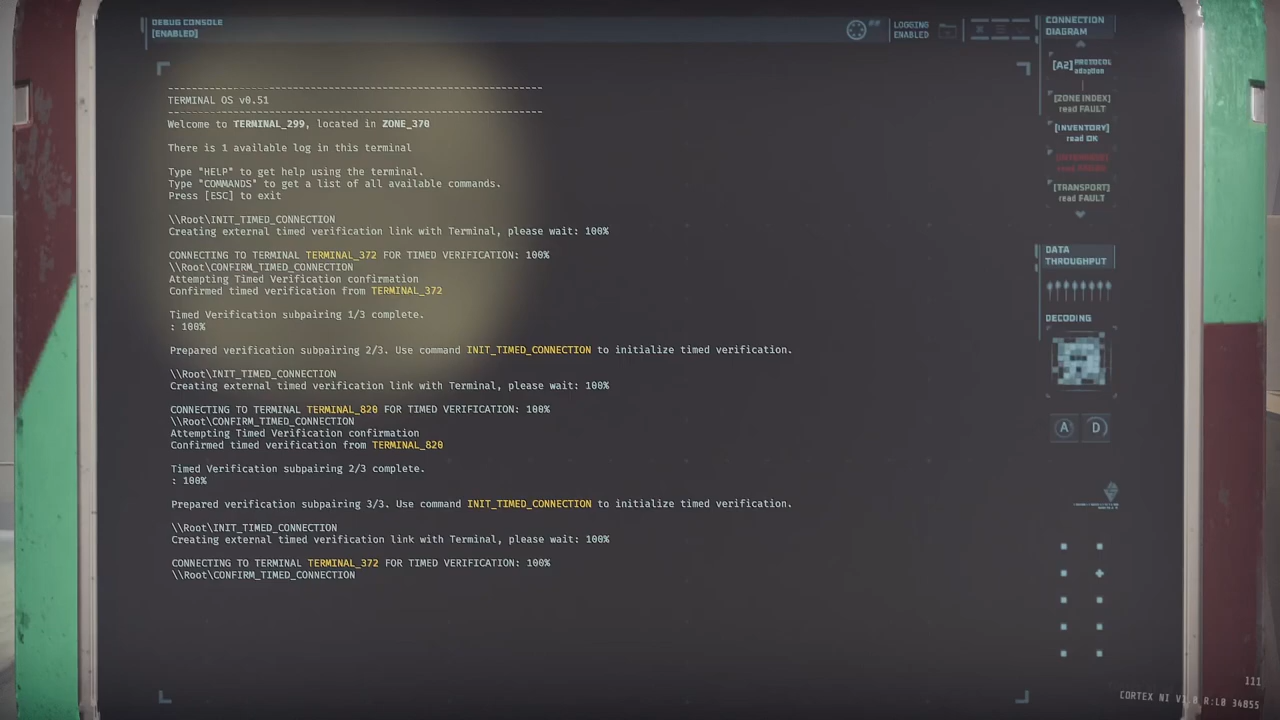 DEBUG CONSOLE
[ENABLED]
LOGGING
ENABLED
------------------------------------------------------------
TERMINAL OS v0.51
------------------------------------------------------------
Welcome to TERMINAL_299, located in ZONE_370
There is 1 available log in this terminal
Type "HELP" to get help using the terminal.
Type "COMMANDS" to get a list of all available commands.
Press [ESC] to exit
\\Root\INIT_TIMED_CONNECTION
Creating external timed verification link with Terminal, please wait: 100%
CONNECTING TO TERMINAL TERMINAL_372 FOR TIMED VERIFICATION: 100%
\\Root\CONFIRM_TIMED_CONNECTION
Attempting Timed Verification confirmation
Confirmed timed verification from TERMINAL_372
Timed Verification subpairing 1/3 complete.
: 100%
Prepared verification subpairing 2/3. Use command INIT_TIMED_CONNECTION to initialize timed verification.
\\Root\INIT_TIMED_CONNECTION
Creating external timed verification link with Terminal, please wait: 100%
CONNECTING TO TERMINAL TERMINAL_820 FOR TIMED VERIFICATION: 100%
\\Root\CONFIRM_TIMED_CONNECTION
Attempting Timed Verification confirmation
Confirmed timed verification from TERMINAL_820
Timed Verification subpairing 2/3 complete.
: 100%
Prepared verification subpairing 3/3. Use command INIT_TIMED_CONNECTION to initialize timed verification.
\\Root\INIT_TIMED_CONNECTION
Creating external timed verification link with Terminal, please wait: 100%
CONNECTING TO TERMINAL TERMINAL_372 FOR TIMED VERIFICATION: 100%
\\Root\CONFIRM_TIMED_CONNECTION
CONNECTION
DIAGRAM
[A2] PROTOCOL
adaption
[ZONE INDEX]
read FAULT
[INVENTORY]
read OK
[TRANSPORT]
read FAULT
DATA
THROUGHPUT
DECODING
A D
111
CORTEX NI R:L0 34855